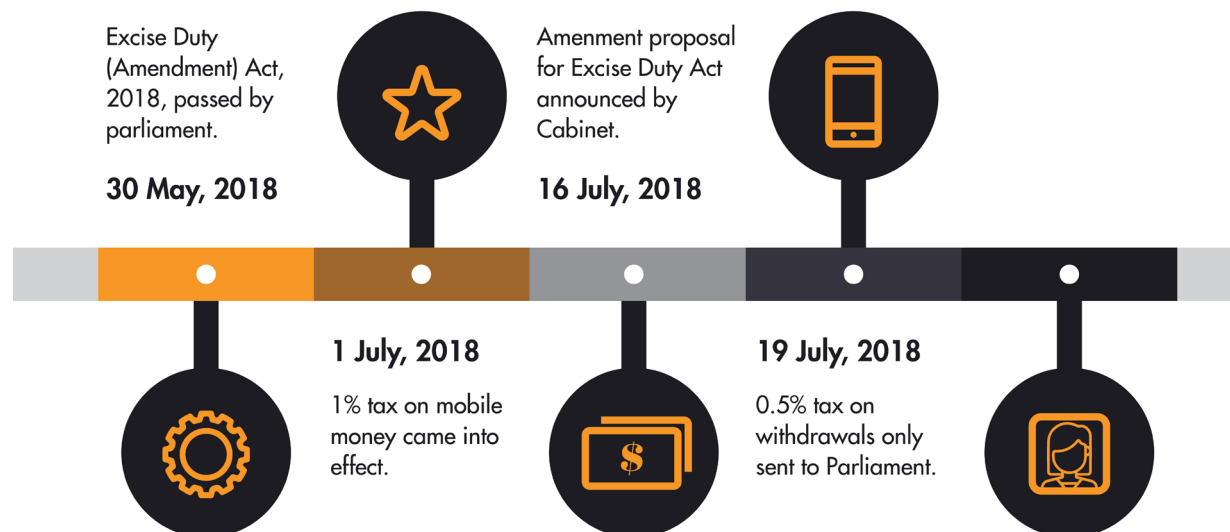 Excise Duty
(Amendment) Act,
2018, passed by
parliament.
30 May, 2018
1 July, 2018
1% tax on mobile
money came into
effect.
Amenment proposal
for Excise Duty Act
announced by
Cabinet.
16 July, 2018
$
19 July, 2018
0.5% tax on
withdrawals only
sent to Parliament.